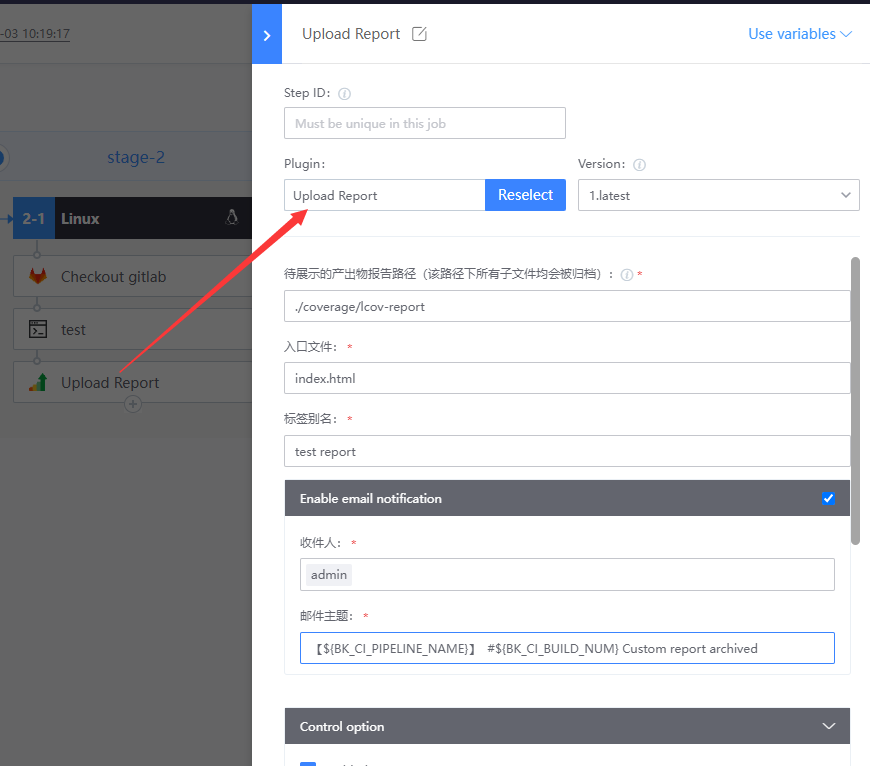 -03 10:19:17
Upload Report
Use variables
stage-2
2-1 Linux
Checkout gitlab
test
Upload Report
Step ID:
Must be unique in this job
Plugin:
Version:
Upload Report
Reselect
1.latest
待展示的产出物报告路径（该路径下所有子文件均会被归档）: *
./coverage/lcov-report
入口文件: *
index.html
标签别名: *
test report
Enable email notification
收件人: *
admin
邮件主题: *
【${BK_CI_PIPELINE_NAME}】 #${BK_CI_BUILD_NUM} Custom report archived
Control option